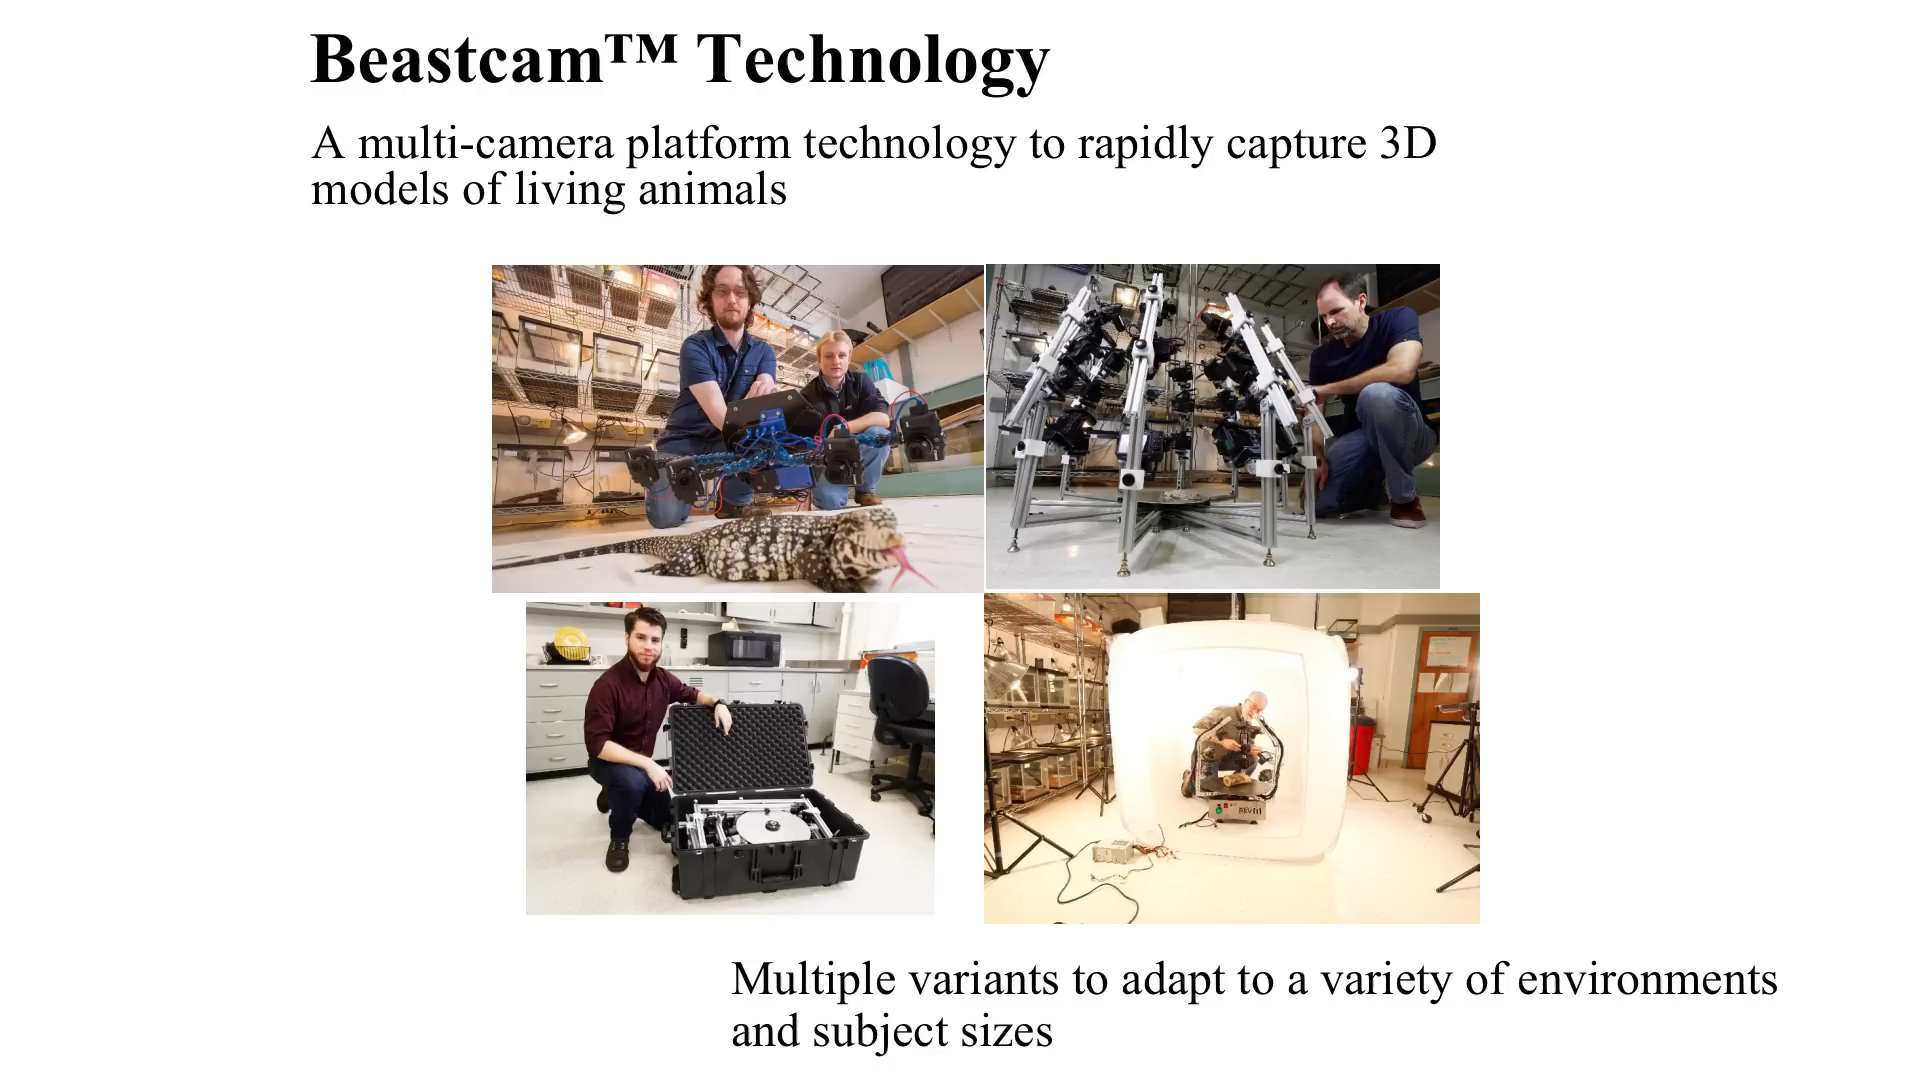 Beastcam™ Technology
A multi-camera platform technology to rapidly capture 3D
models of living animals
Multiple variants to adapt to a variety of environments
and subject sizes